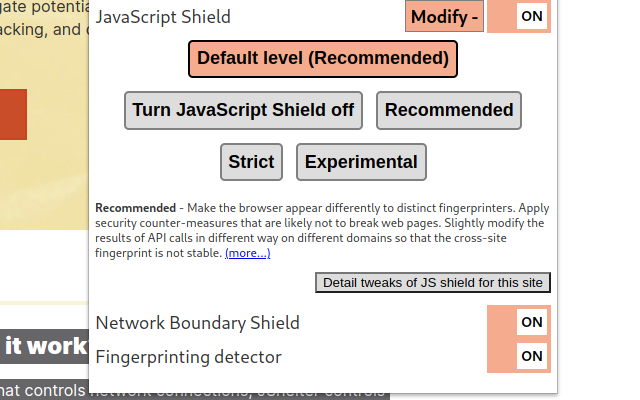 gate potentia
JavaScript Shield
Modify -
ON
acking, and d
Default level (Recommended)
Turn JavaScript Shield off
Recommended
Strict
Experimental
Recommended - Make the browser appear differently to distinct fingerprinters. Apply
security counter-measures that are likely not to break web pages. Slightly modify the
results of API calls in different way on different domains so that the cross-site
fingerprint is not stable. (more...)
Detail tweaks of JS shield for this site
Network Boundary Shield
ON
it work
Fingerprinting detector
ON
hat controls network connections, JShelter controls